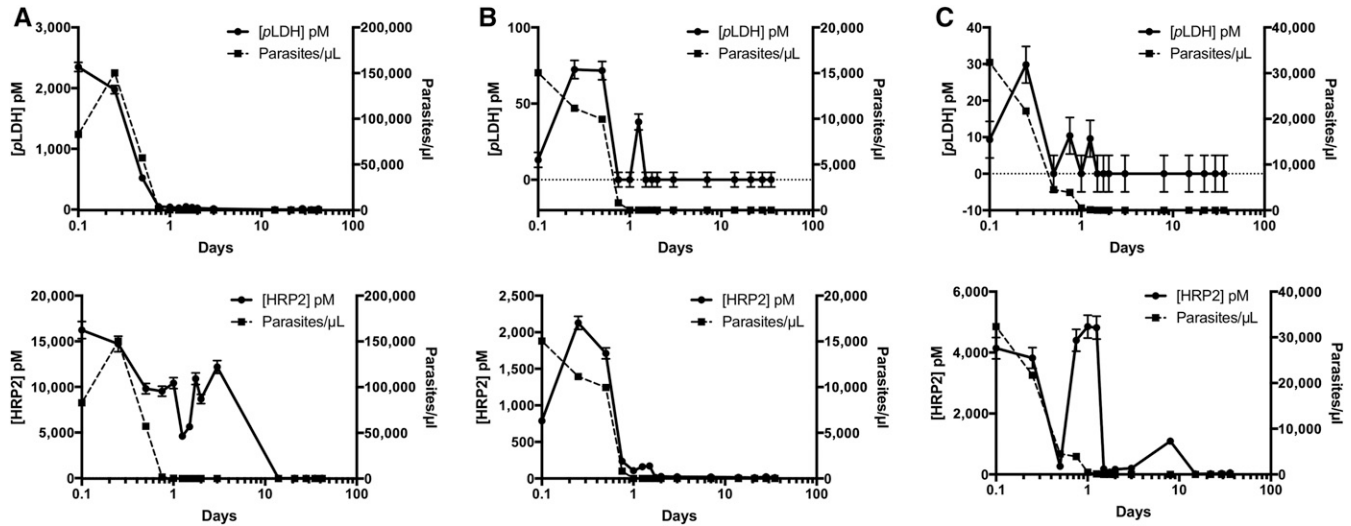 A
3,000
2,000
1,000
0
[pLDH] pM
200,000
150,000
100,000
50,000
0
Parasites/µl
0.1
1
10
100
Days
[pLDH] pM
Parasites/µL
B
100
50
0
[pLDH] pM
20,000
15,000
10,000
5,000
0
Parasites/µl
0.1
1
10
100
Days
[pLDH] pM
Parasites/µL
C
40
30
20
10
0
-10
[pLDH] pM
40,000
30,000
20,000
10,000
0
Parasites/µl
0.1
1
10
100
Days
[pLDH] pM
Parasites/µL
20,000
15,000
10,000
5,000
0
[HRP2] pM
200,000
150,000
100,000
50,000
0
Parasites/µl
0.1
1
10
100
Days
[HRP2] pM
Parasites/µL
2,500
2,000
1,500
1,000
500
0
[HRP2] pM
20,000
15,000
10,000
5,000
0
Parasites/µl
0.1
1
10
100
Days
[HRP2] pM
Parasites/µL
6,000
4,000
2,000
0
[HRP2] pM
40,000
30,000
20,000
10,000
0
Parasites/µl
0.1
1
10
100
Days
[HRP2] pM
Parasites/µL